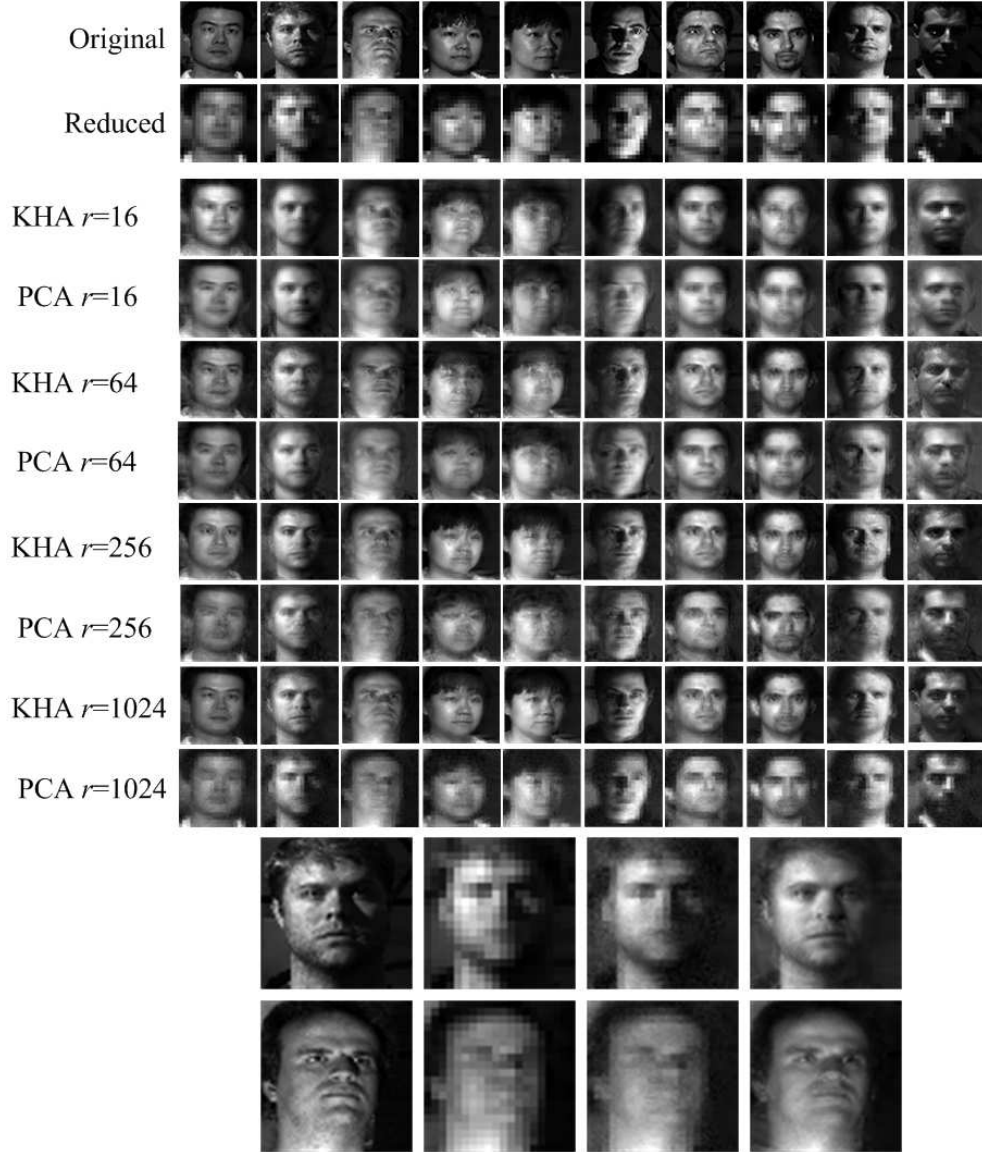 Original
Reduced
KHA r=16
PCA r=16
KHA r=64
PCA r=64
KHA r=256
PCA r=256
KHA r=1024
PCA r=1024